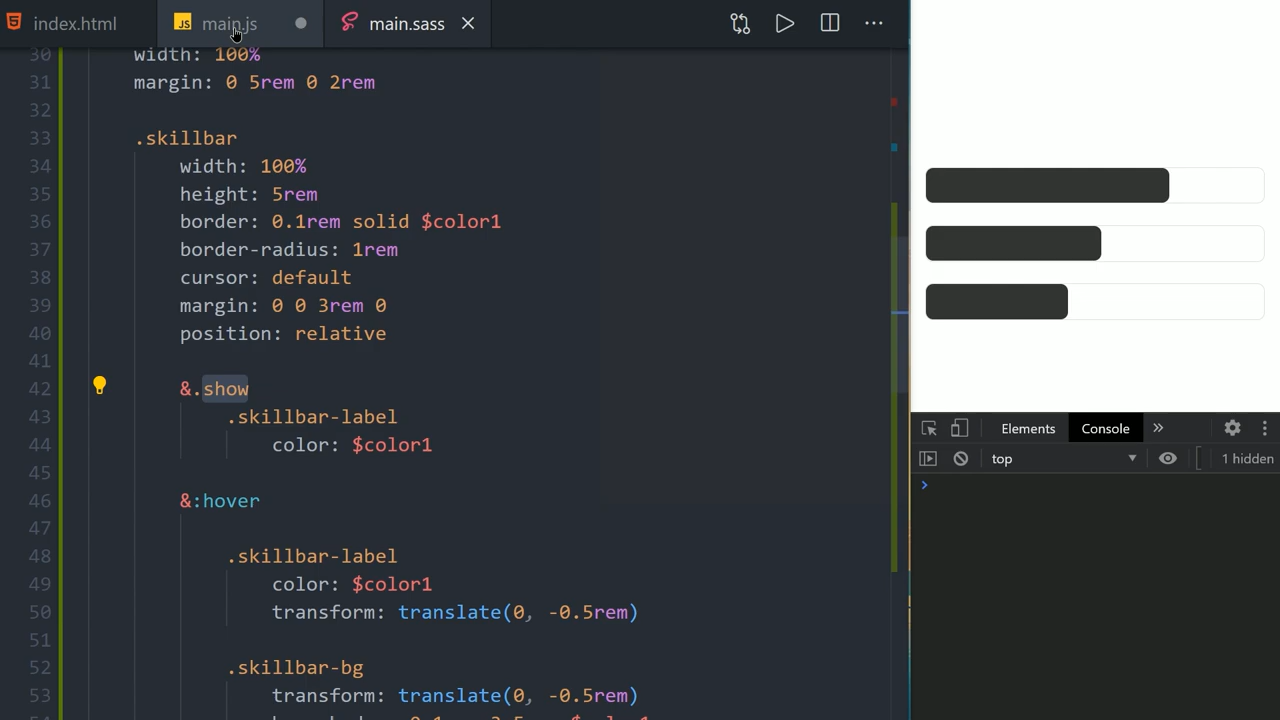 index.html
JS main.js
main.sass
30 width: 100%
31 margin: 0 5rem 0 2rem
32
33 .skillbar
34 width: 100%
35 height: 5rem
36 border: 0.1rem solid $color1
37 border-radius: 1rem
38 cursor: default
39 margin: 0 0 3rem 0
40 position: relative
41
42 &.show
43 .skillbar-label
44 color: $color1
45
46 &:hover
47
48 .skillbar-label
49 color: $color1
50 transform: translate(0, -0.5rem)
51
52 .skillbar-bg
53 transform: translate(0, -0.5rem)
Elements
Console
top
1 hidden